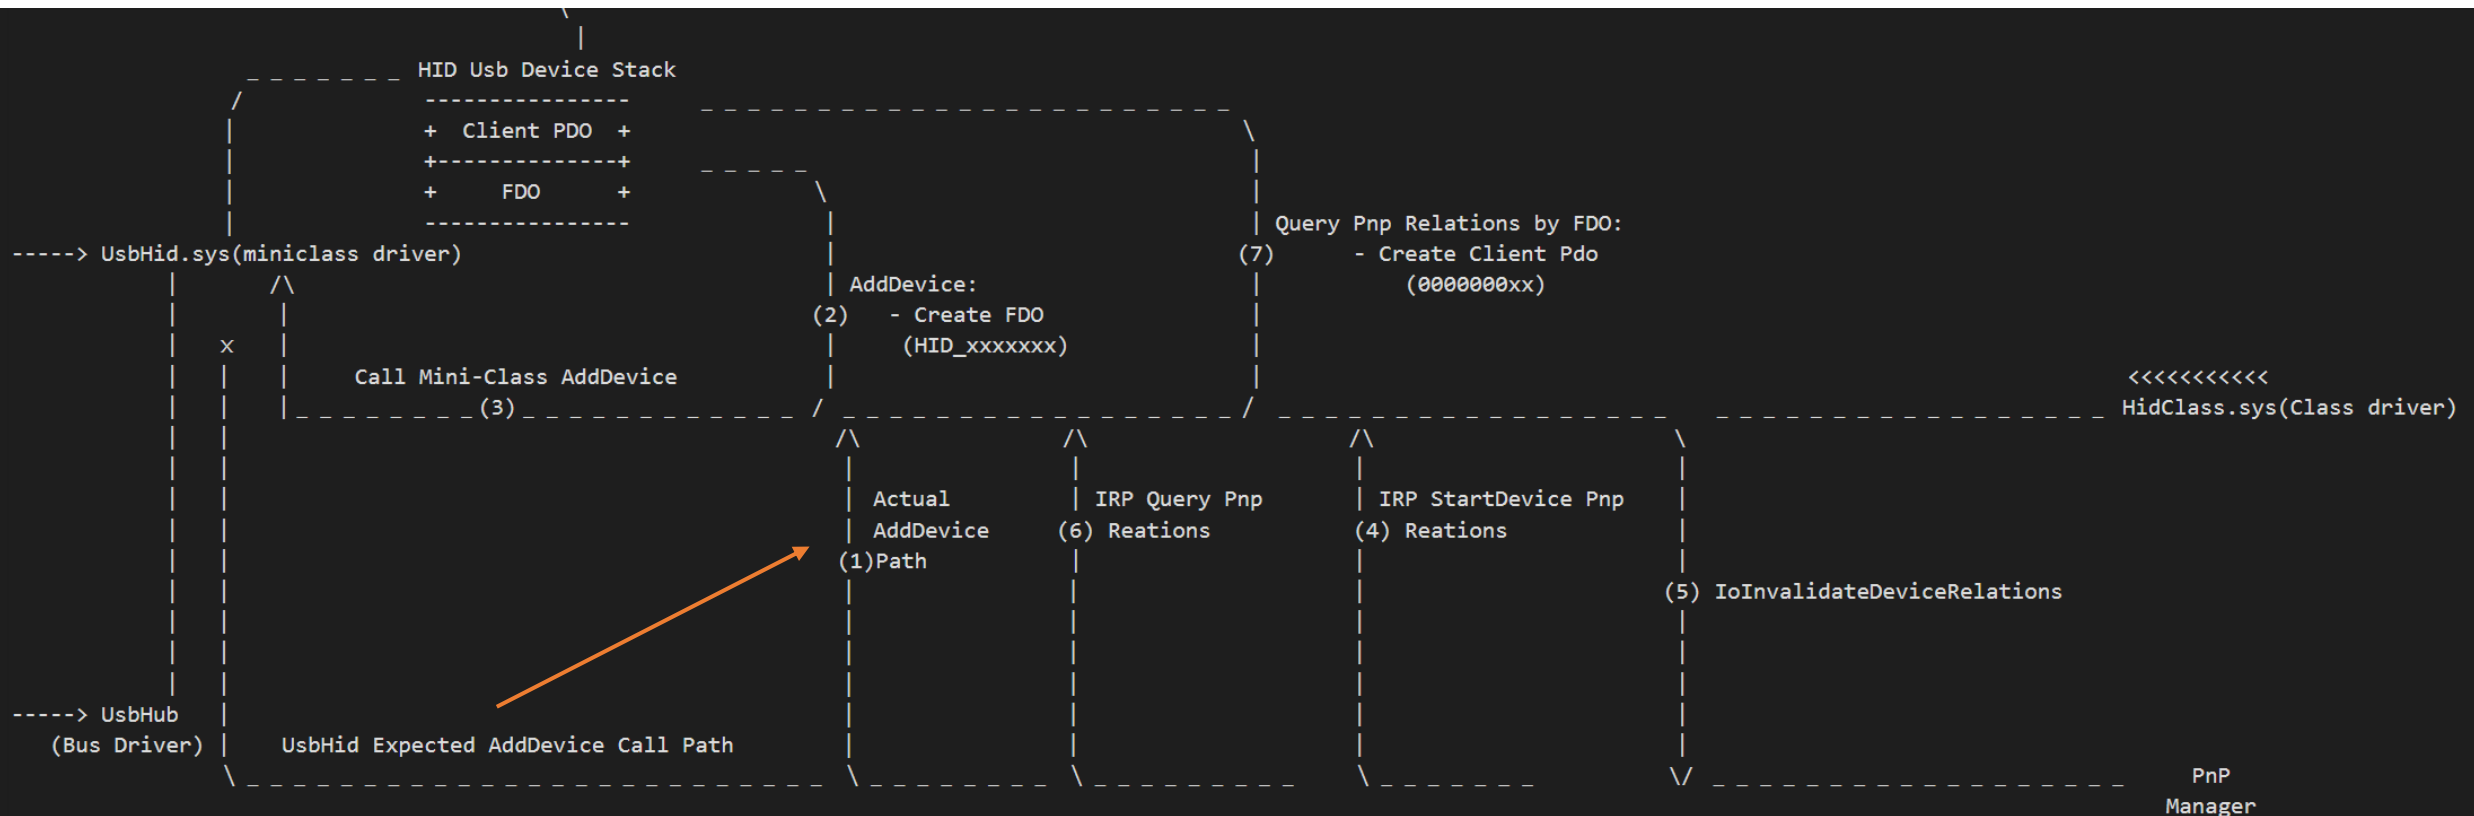 HID Usb Device Stack
+ Client PDO +
+--------------+
+ FDO +
Query Pnp Relations by FDO:
-----> UsbHid.sys(miniclass driver)
(7) - Create Client Pdo
AddDevice:
(0000000xx)
(2) - Create FDO
x
(HID_xxxxxxx)
Call Mini-Class AddDevice
<<<<<<<<<<<
(3)
HidClass.sys(Class driver)
Actual
IRP Query Pnp
IRP StartDevice Pnp
AddDevice
(6) Reations
(4) Reations
(1)Path
(5) IoInvalidateDeviceRelations
-----> UsbHub
(Bus Driver)
UsbHid Expected AddDevice Call Path
PnP
Manager